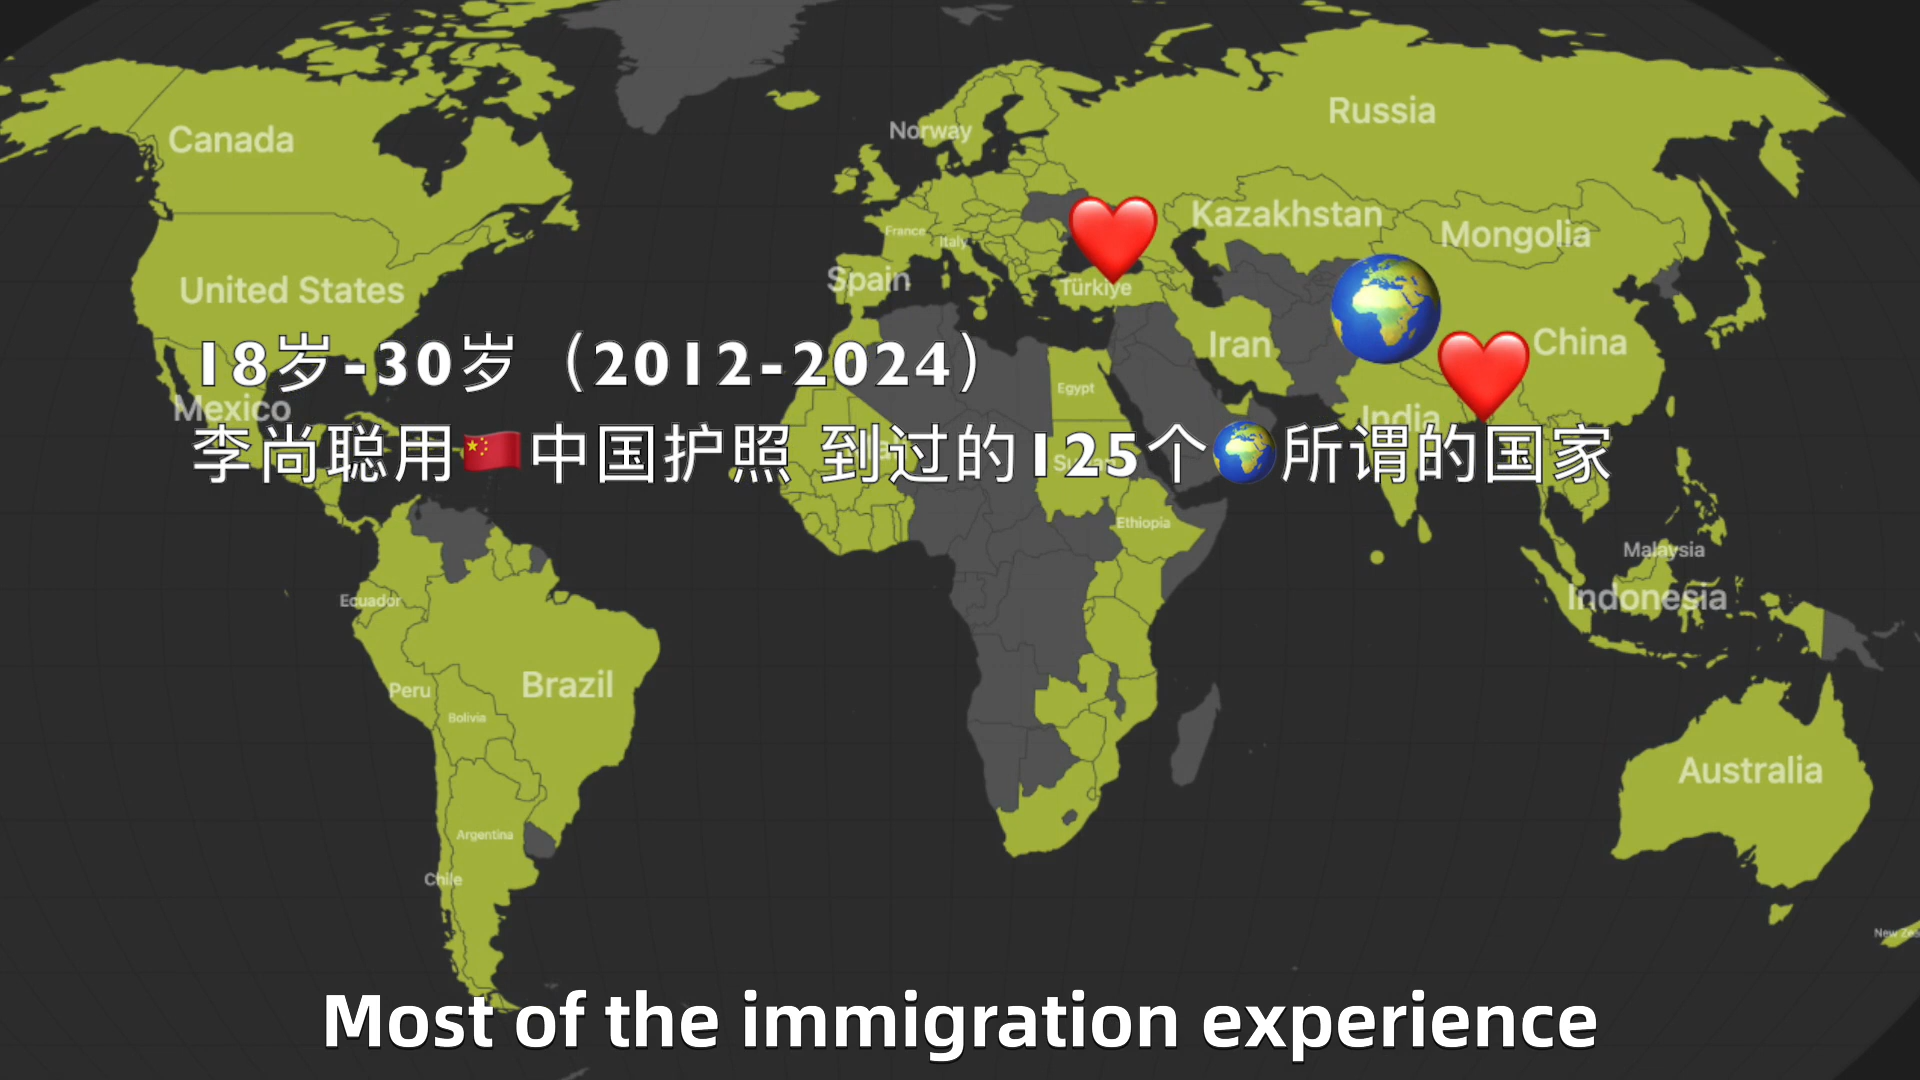 Canada
Norway
Russia
France
Italy
Kazakhstan
Mongolia
Spain
Türkiye
United States
Iran
China
18岁-30岁（2012-2024）
Egypt
Mexico
India
李尚聪用🇨🇳中国护照 到过的125个🌍所谓的国家
Sudan
Ethiopia
Malaysia
Ecuador
Indonesia
Peru
Brazil
Bolivia
Australia
Argentina
Chile
Most of the immigration experience